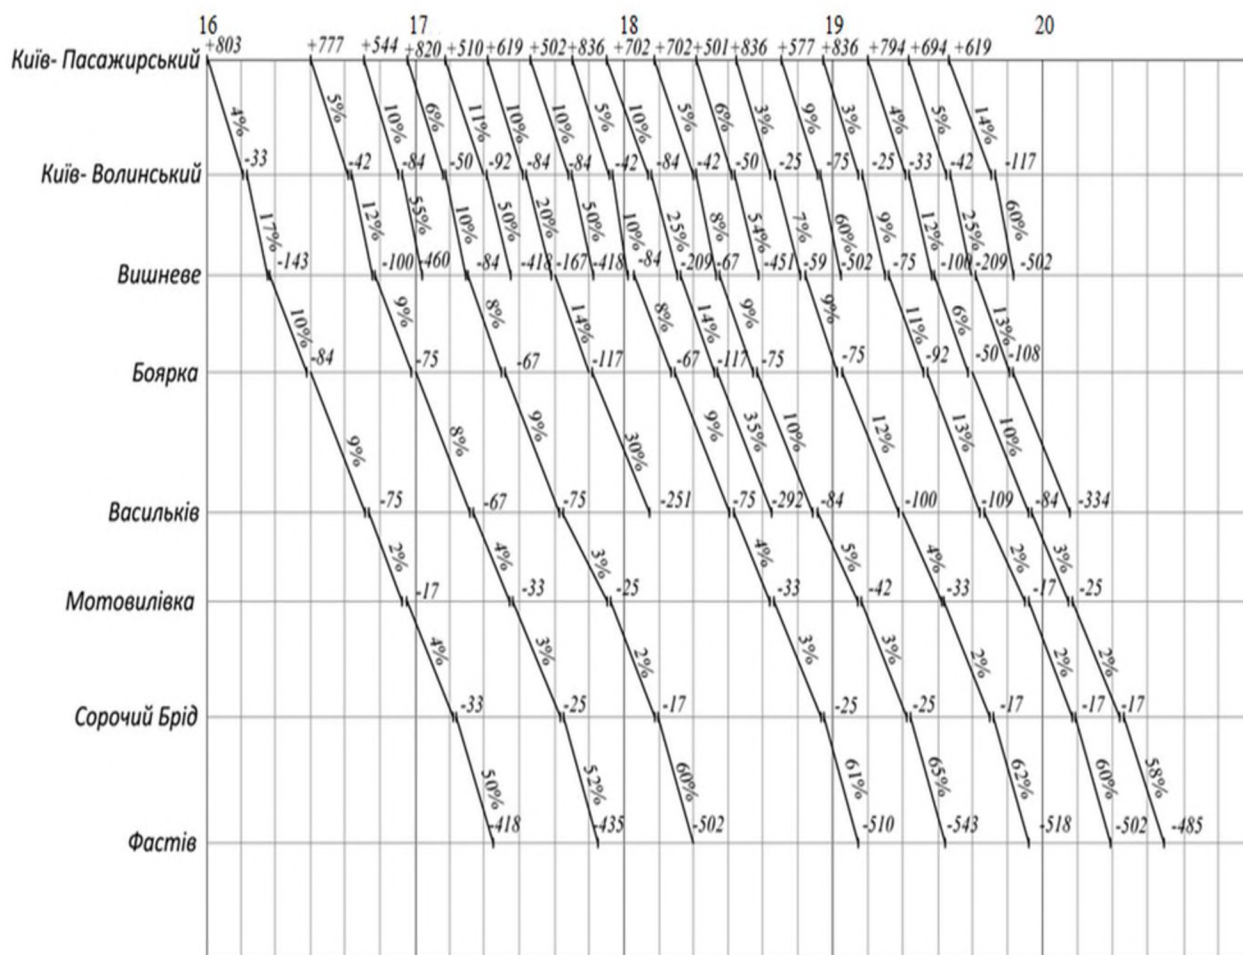 16 17 18 19 20
+803 +777 +544 +820 +510 +619 +502 +836 +702 +702 +501 +836 +577 +836 +794 +694 +619
Київ- Пасажирський
4% 5% 10% 6% 11% 10% 10% 5% 10% 5% 6% 3% 9% 3% 4% 5% 14%
Київ- Волинський -33 -42 -84 -50 -92 -84 -84 -42 -84 -42 -50 -25 -75 -25 -33 -42 -117
17% 12% 55% 10% 50% 20% 50% 10% 25% 8% 54% 7% 60% 9% 12% 25% 60%
Вишневе -143 -100 -460 -84 -418 -167 -418 -84 -209 -67 -451 -59 -502 -75 -100 -209 -502
10% 9% 8% 14% 8% 14% 9% 9% 11% 6% 13%
Боярка -84 -75 -67 -117 -67 -117 -75 -75 -92 -50 -108
9% 8% 9% 30% 9% 35% 10% 12% 13% 10%
Васильків -75 -67 -75 -251 -75 -292 -84 -100 -109 -84 -334
2% 4% 3% 4% 5% 4% 2% 3%
Мотовилівка -17 -33 -25 -33 -42 -33 -17 -25
4% 3% 2% 3% 3% 2% 2% 2%
Сорочий Брід -33 -25 -17 -25 -25 -17 -17 -17
50% 52% 60% 61% 65% 62% 60% 58%
Фастів -418 -435 -502 -510 -543 -518 -502 -485